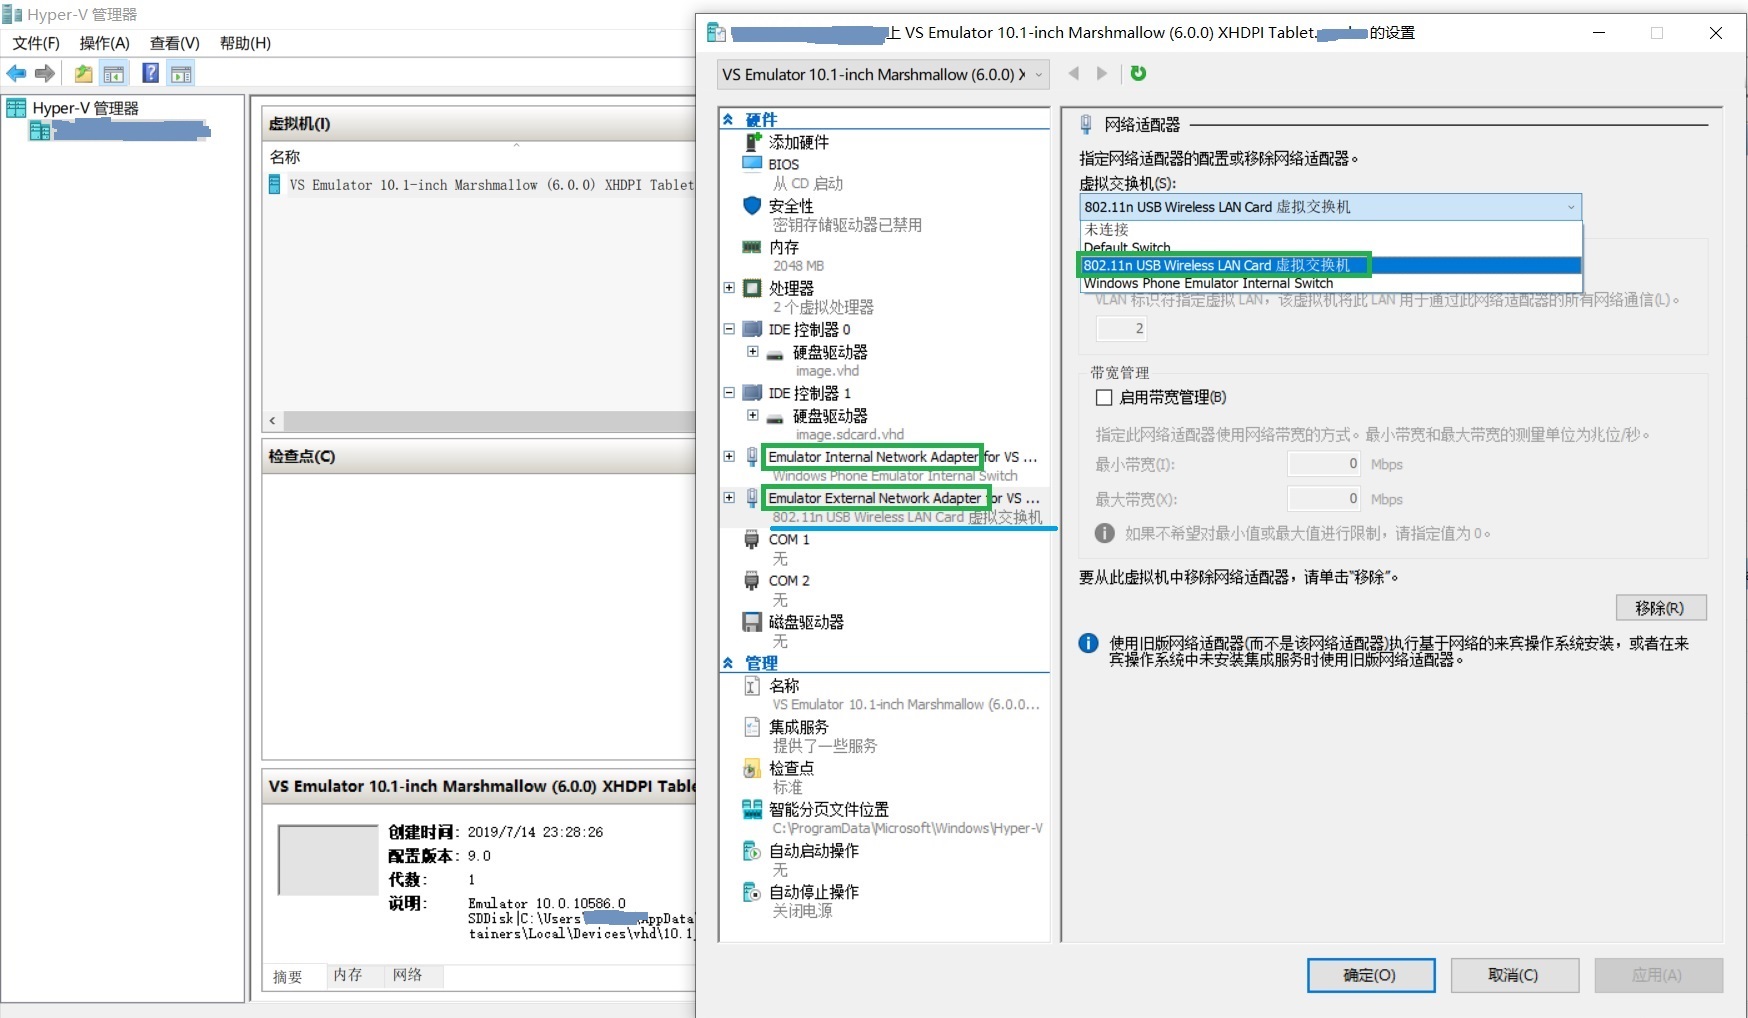 Hyper-V 管理器
文件(F) 操作(A) 查看(V) 帮助(H)
Hyper-V 管理器
虚拟机(I)
名称
VS Emulator 10.1-inch Marshmallow (6.0.0) XHDPI Tablet
检查点(C)
VS Emulator 10.1-inch Marshmallow (6.0.0) XHDPI Table
创建时间: 2019/7/14 23:28:26
配置版本: 9.0
代数: 1
说明: Emulator 10.0.10586.0
SDDisk|C:\Users\ AppData\
tainers\Local\Devices\vhd\10.1_
摘要 内存 网络
上 VS Emulator 10.1-inch Marshmallow (6.0.0) XHDPI Tablet. 的设置
VS Emulator 10.1-inch Marshmallow (6.0.0) X
硬件
添加硬件
BIOS
从 CD 启动
安全性
密钥存储驱动器已禁用
内存
2048 MB
处理器
2 个虚拟处理器
IDE 控制器 0
硬盘驱动器
image.vhd
IDE 控制器 1
硬盘驱动器
image.sdcard.vhd
Emulator Internal Network Adapter for VS ...
Windows Phone Emulator Internal Switch
Emulator External Network Adapter for VS ...
802.11n USB Wireless LAN Card 虚拟交换机
COM 1
无
COM 2
无
磁盘驱动器
无
管理
名称
VS Emulator 10.1-inch Marshmallow (6.0.0...
集成服务
提供了一些服务
检查点
标准
智能分页文件位置
C:\ProgramData\Microsoft\Windows\Hyper-V
自动启动操作
无
自动停止操作
关闭电源
网络适配器
指定网络适配器的配置或移除网络适配器。
虚拟交换机(S):
802.11n USB Wireless LAN Card 虚拟交换机
未连接
Default Switch
802.11n USB Wireless LAN Card 虚拟交换机
Windows Phone Emulator Internal Switch
VLAN 标识符指定虚拟 LAN，该虚拟机将此 LAN 用于通过此网络适配器的所有网络通信(L)。
2
带宽管理
启用带宽管理(B)
指定此网络适配器使用网络带宽的方式。最小带宽和最大带宽的测量单位为兆位/秒。
最小带宽(I): 0 Mbps
最大带宽(X): 0 Mbps
如果不希望对最小值或最大值进行限制，请指定值为 0。
要从此虚拟机中移除网络适配器，请单击“移除”。
移除(R)
使用旧版网络适配器(而不是该网络适配器)执行基于网络的来宾操作系统安装，或者在来
宾操作系统中未安装集成服务时使用旧版网络适配器。
确定(O) 取消(C) 应用(A)